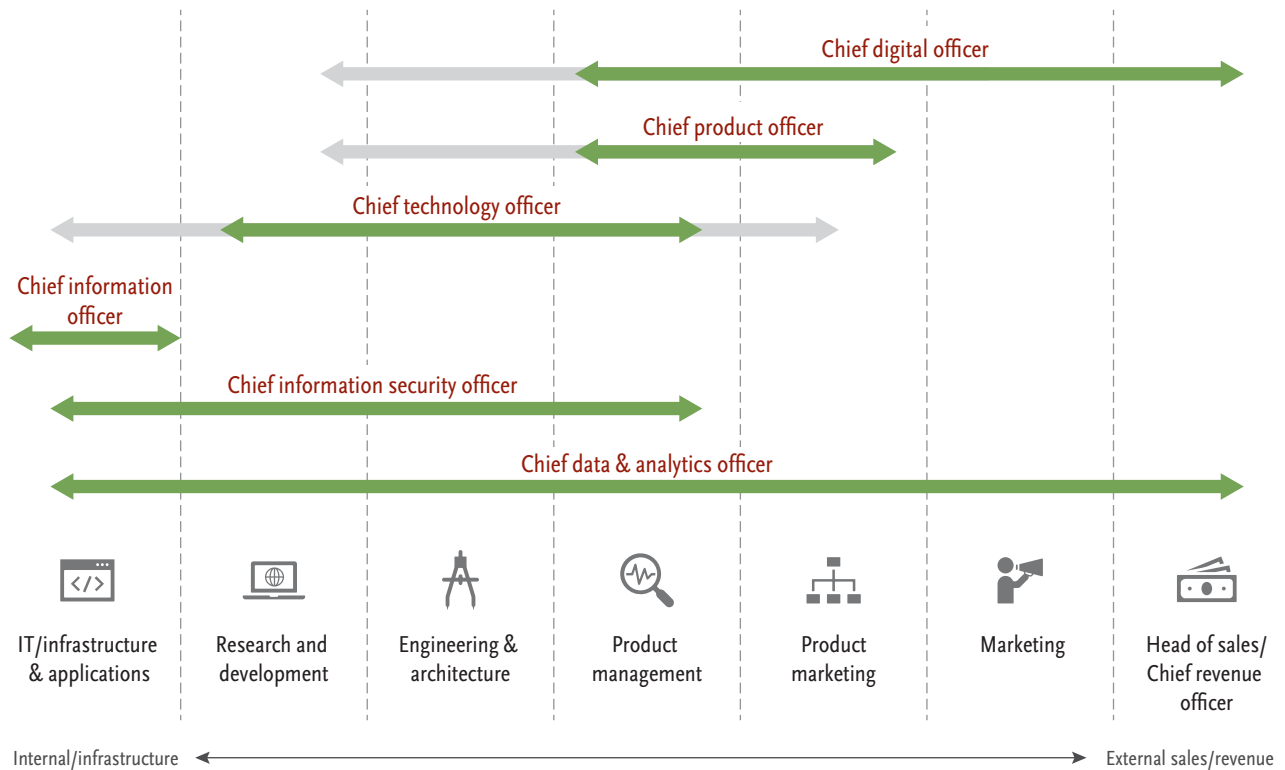 Chief digital officer
Chief product officer
Chief technology officer
Chief information
officer
Chief information security officer
Chief data & analytics officer
</>
IT/infrastructure
& applications
Research and
development
Engineering &
architecture
Product
management
Product
marketing
Marketing
Head of sales/
Chief revenue
officer
Internal/infrastructure
External sales/revenue